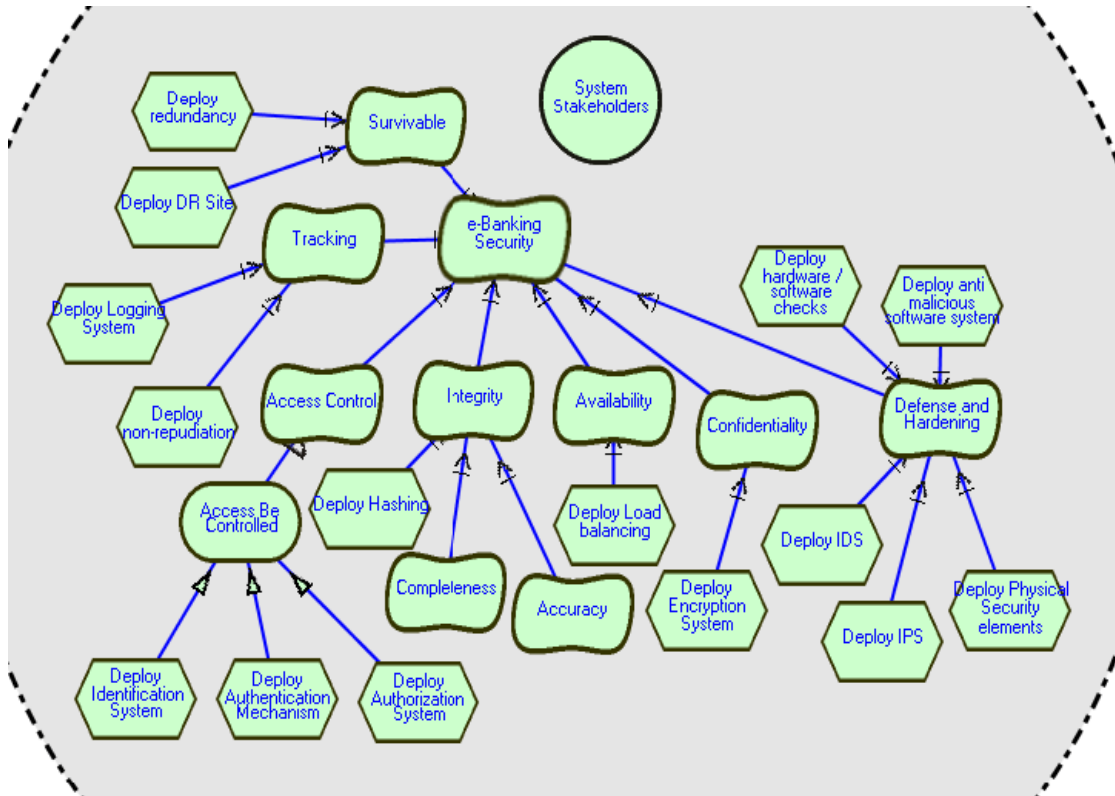 System
Stakeholders
Deploy
redundancy
Survivable
Deploy DR Site
Tracking
e-Banking
Security
Deploy
hardware /
software
checks
Deploy anti
malicious
software system
Deploy Logging
System
Access Control
Integrity
Availability
Confidentiality
Defense and
Hardening
Deploy
non-repudiation
Access Be
Controlled
Deploy Hashing
Deploy Load
balancing
Deploy IDS
Compleleness
Accuracy
Deploy
Encryption
System
Deploy IPS
Deploy Physical
Security
elements
Deploy
Identification
System
Deploy
Authentication
Mechanism
Deploy
Authorization
System